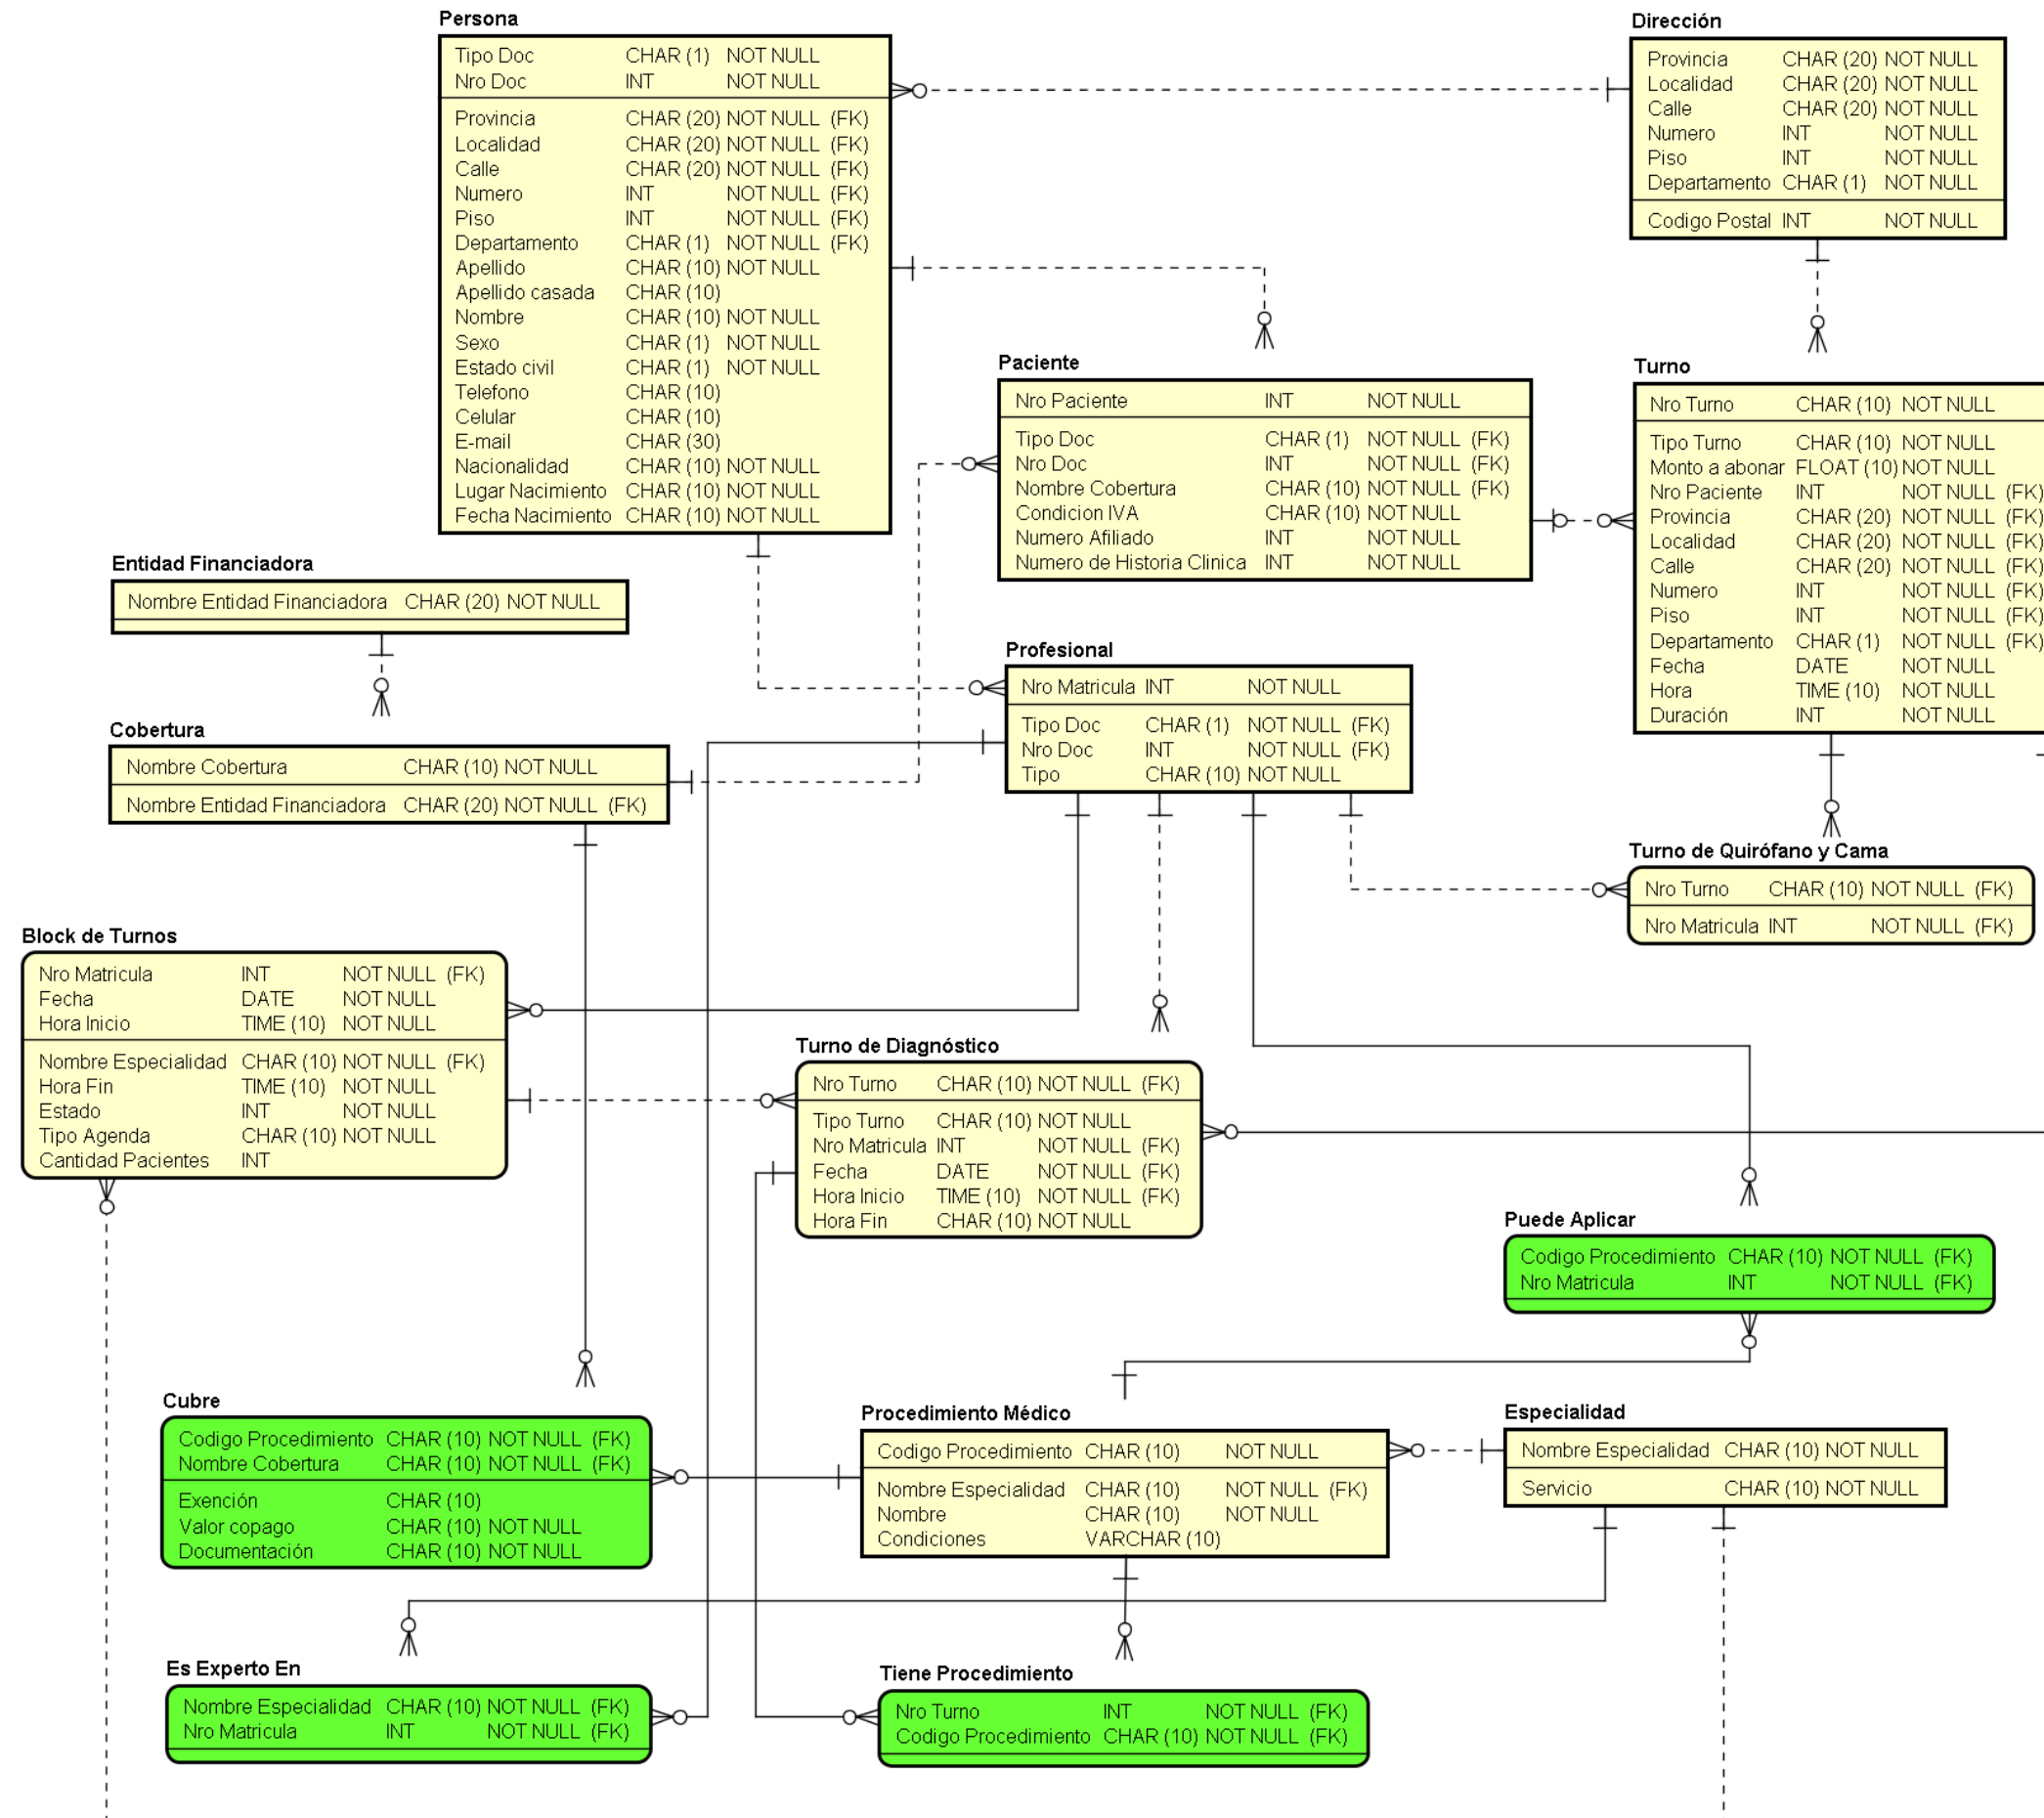 Persona
Tipo Doc CHAR (1) NOT NULL
Nro Doc INT NOT NULL
Provincia CHAR (20) NOT NULL (FK)
Localidad CHAR (20) NOT NULL (FK)
Calle CHAR (20) NOT NULL (FK)
Numero INT NOT NULL (FK)
Piso INT NOT NULL (FK)
Departamento CHAR (1) NOT NULL (FK)
Apellido CHAR (10) NOT NULL
Apellido casada CHAR (10)
Nombre CHAR (10) NOT NULL
Sexo CHAR (1) NOT NULL
Estado civil CHAR (1) NOT NULL
Telefono CHAR (10)
Celular CHAR (10)
E-mail CHAR (30)
Nacionalidad CHAR (10) NOT NULL
Lugar Nacimiento CHAR (10) NOT NULL
Fecha Nacimiento CHAR (10) NOT NULL
Dirección
Provincia CHAR (20) NOT NULL
Localidad CHAR (20) NOT NULL
Calle CHAR (20) NOT NULL
Numero INT NOT NULL
Piso INT NOT NULL
Departamento CHAR (1) NOT NULL
Codigo Postal INT NOT NULL
Paciente
Nro Paciente INT NOT NULL
Tipo Doc CHAR (1) NOT NULL (FK)
Nro Doc INT NOT NULL (FK)
Nombre Cobertura CHAR (10) NOT NULL (FK)
Condicion IVA CHAR (10) NOT NULL
Numero Afiliado INT NOT NULL
Numero de Historia Clinica INT NOT NULL
Turno
Nro Turno CHAR (10) NOT NULL
Tipo Turno CHAR (10) NOT NULL
Monto a abonar FLOAT (10) NOT NULL
Nro Paciente INT NOT NULL (FK)
Provincia CHAR (20) NOT NULL (FK)
Localidad CHAR (20) NOT NULL (FK)
Calle CHAR (20) NOT NULL (FK)
Numero INT NOT NULL (FK)
Piso INT NOT NULL (FK)
Departamento CHAR (1) NOT NULL (FK)
Fecha DATE NOT NULL
Hora TIME (10) NOT NULL
Duración INT NOT NULL
Entidad Financiadora
Nombre Entidad Financiadora CHAR (20) NOT NULL
Profesional
Nro Matricula INT NOT NULL
Tipo Doc CHAR (1) NOT NULL (FK)
Nro Doc INT NOT NULL (FK)
Tipo CHAR (10) NOT NULL
Cobertura
Nombre Cobertura CHAR (10) NOT NULL
Nombre Entidad Financiadora CHAR (20) NOT NULL (FK)
Turno de Quirófano y Cama
Nro Turno CHAR (10) NOT NULL (FK)
Nro Matricula INT NOT NULL (FK)
Block de Turnos
Nro Matricula INT NOT NULL (FK)
Fecha DATE NOT NULL
Hora Inicio TIME (10) NOT NULL
Nombre Especialidad CHAR (10) NOT NULL (FK)
Hora Fin TIME (10) NOT NULL
Estado INT NOT NULL
Tipo Agenda CHAR (10) NOT NULL
Cantidad Pacientes INT
Turno de Diagnóstico
Nro Turno CHAR (10) NOT NULL (FK)
Tipo Turno CHAR (10) NOT NULL
Nro Matricula INT NOT NULL (FK)
Fecha DATE NOT NULL (FK)
Hora Inicio TIME (10) NOT NULL (FK)
Hora Fin CHAR (10) NOT NULL
Puede Aplicar
Codigo Procedimiento CHAR (10) NOT NULL (FK)
Nro Matricula INT NOT NULL (FK)
Cubre
Codigo Procedimiento CHAR (10) NOT NULL (FK)
Nombre Cobertura CHAR (10) NOT NULL (FK)
Exención CHAR (10)
Valor copago CHAR (10) NOT NULL
Documentación CHAR (10) NOT NULL
Procedimiento Médico
Codigo Procedimiento CHAR (10) NOT NULL
Nombre Especialidad CHAR (10) NOT NULL (FK)
Nombre CHAR (10) NOT NULL
Condiciones VARCHAR (10)
Especialidad
Nombre Especialidad CHAR (10) NOT NULL
Servicio CHAR (10) NOT NULL
Es Experto En
Nombre Especialidad CHAR (10) NOT NULL (FK)
Nro Matricula INT NOT NULL (FK)
Tiene Procedimiento
Nro Turno INT NOT NULL (FK)
Codigo Procedimiento CHAR (10) NOT NULL (FK)